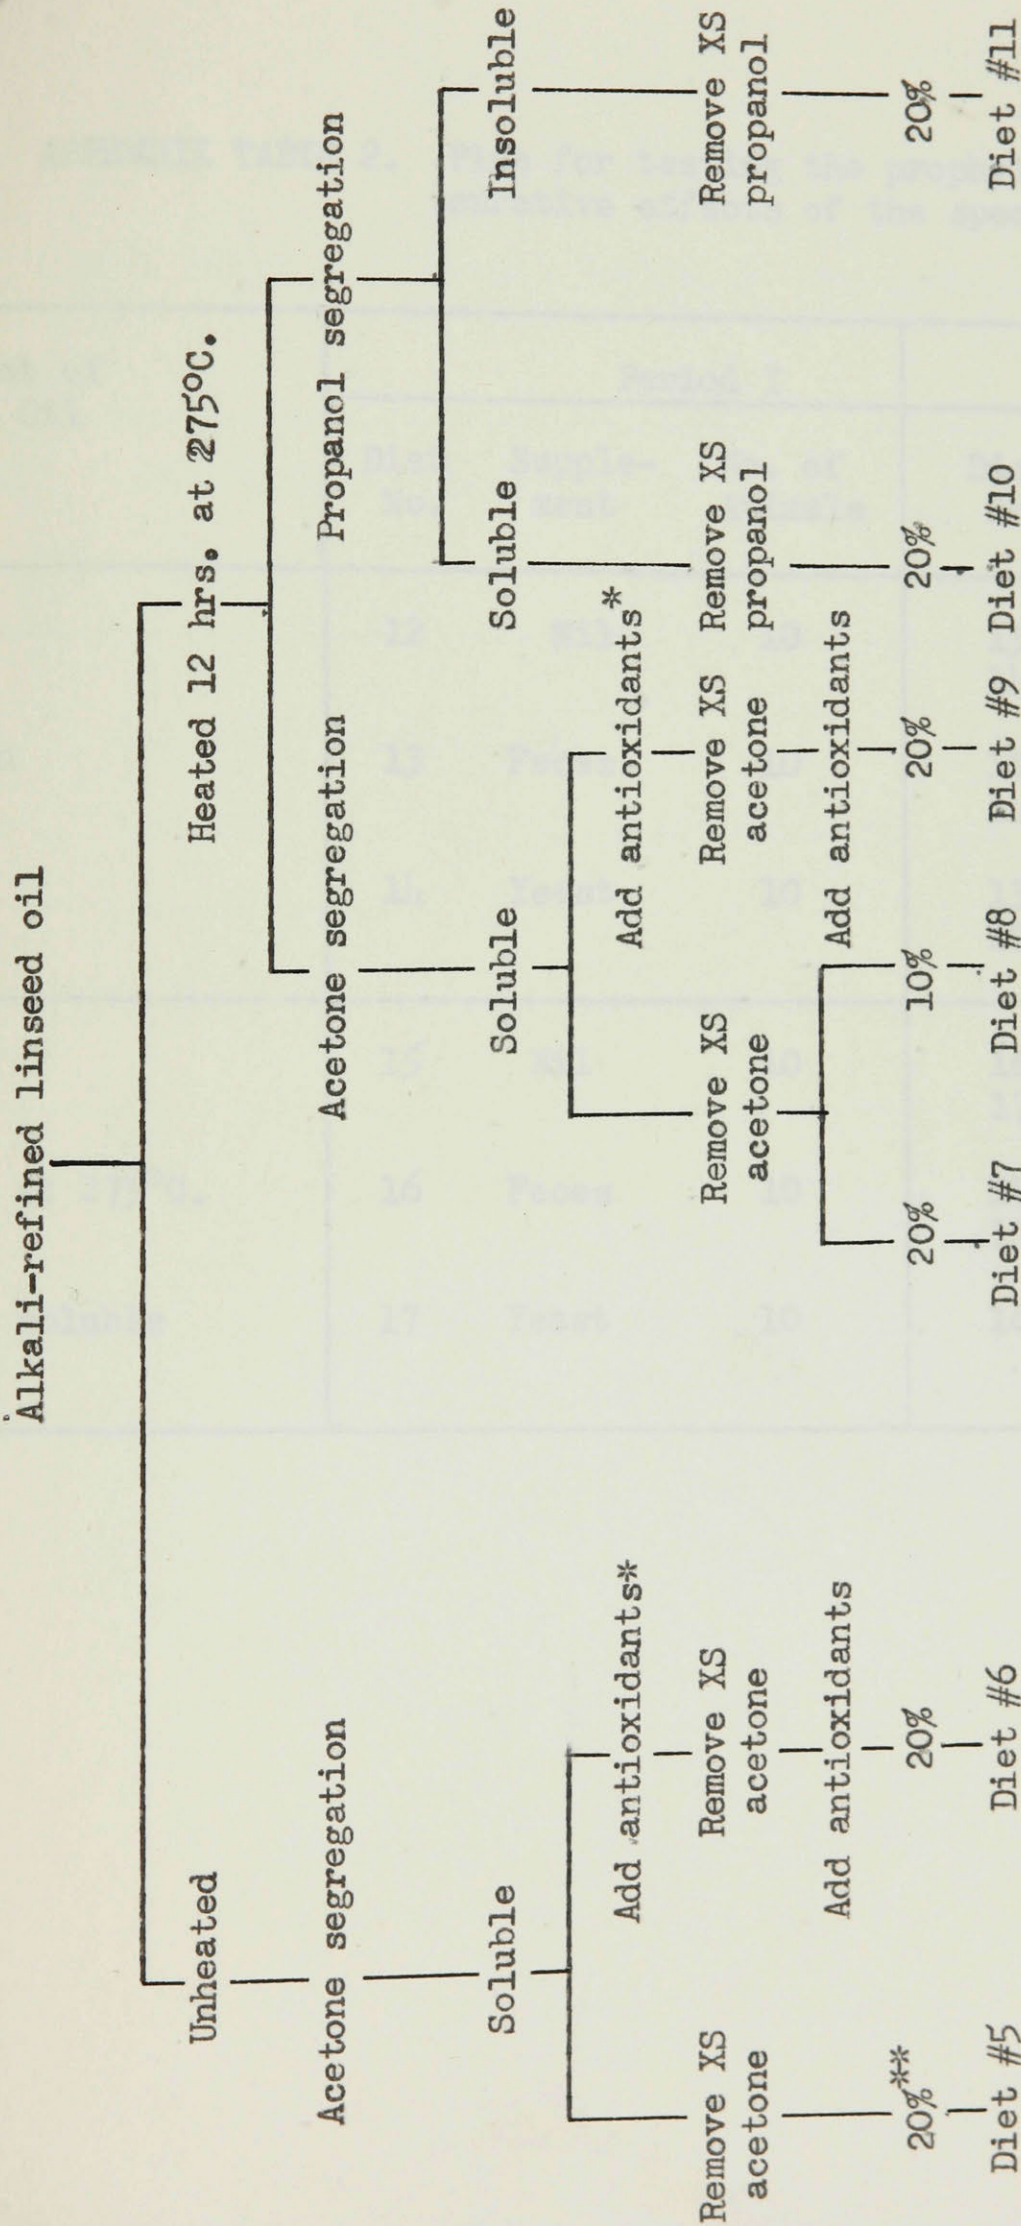 Alkali-refined linseed oil
Unheated
Heated 12 hrs. at 275°C.
Acetone segregation
Acetone segregation
Propanol segregation
Soluble
Soluble
Soluble
Insoluble
Add antioxidants*
Add antioxidants*
Remove XS
acetone
Remove XS
acetone
Remove XS
acetone
Remove XS
acetone
Remove XS
propanol
Remove XS
propanol
Add antioxidants
Add antioxidants
20%**
20%
20%
10%
20%
20%
20%
Diet #5
Diet #6
Diet #7
Diet #8
Diet #9
Diet #10
Diet #11